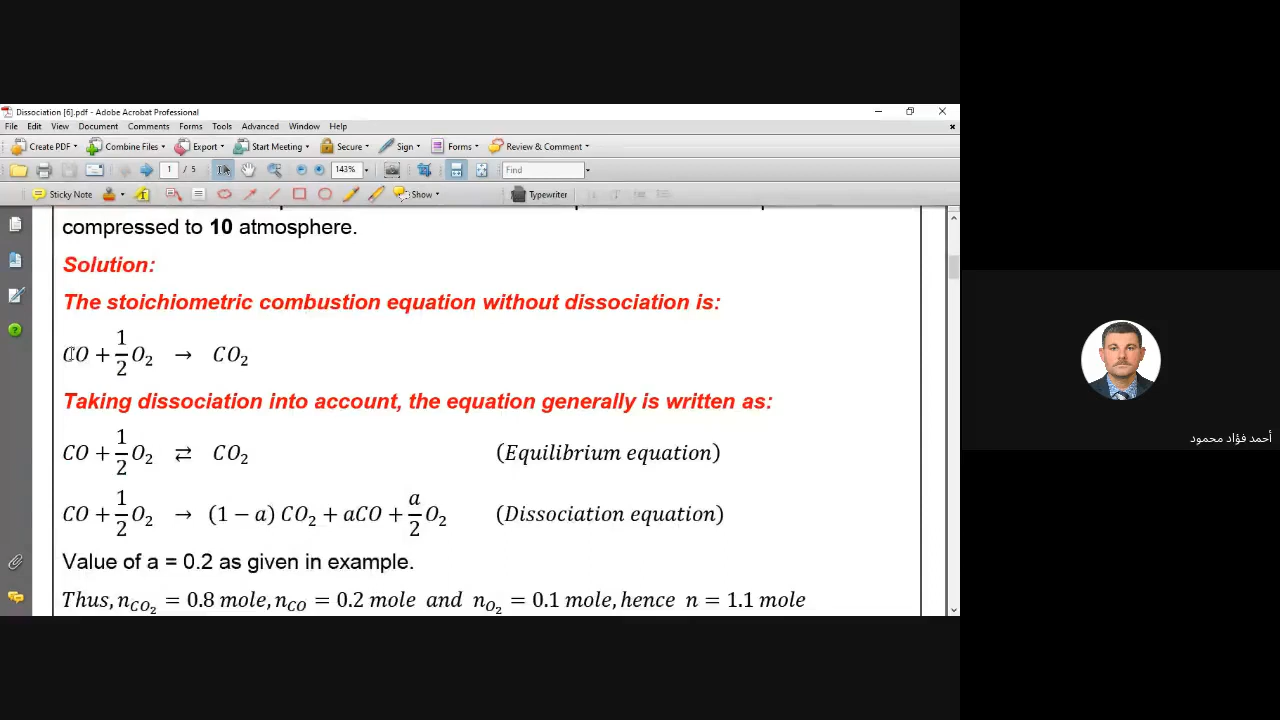 Dissociation [6].pdf - Adobe Acrobat Professional
File Edit View Document Comments Forms Tools Advanced Window Help
Create PDF Combine Files Export Start Meeting Secure Sign Forms Review & Comment
1 / 5 143% Find
Sticky Note Show Typewriter
compressed to 10 atmosphere.
Solution:
The stoichiometric combustion equation without dissociation is:
CO + 1/2 O₂ → CO₂
Taking dissociation into account, the equation generally is written as:
CO + 1/2 O₂ ⇄ CO₂ (Equilibrium equation)
CO + 1/2 O₂ → (1 − a) CO₂ + aCO + a/2 O₂ (Dissociation equation)
Value of a = 0.2 as given in example.
Thus, n_CO₂ = 0.8 mole, n_CO = 0.2 mole and n_O₂ = 0.1 mole, hence n = 1.1 mole
أحمد فؤاد محمود